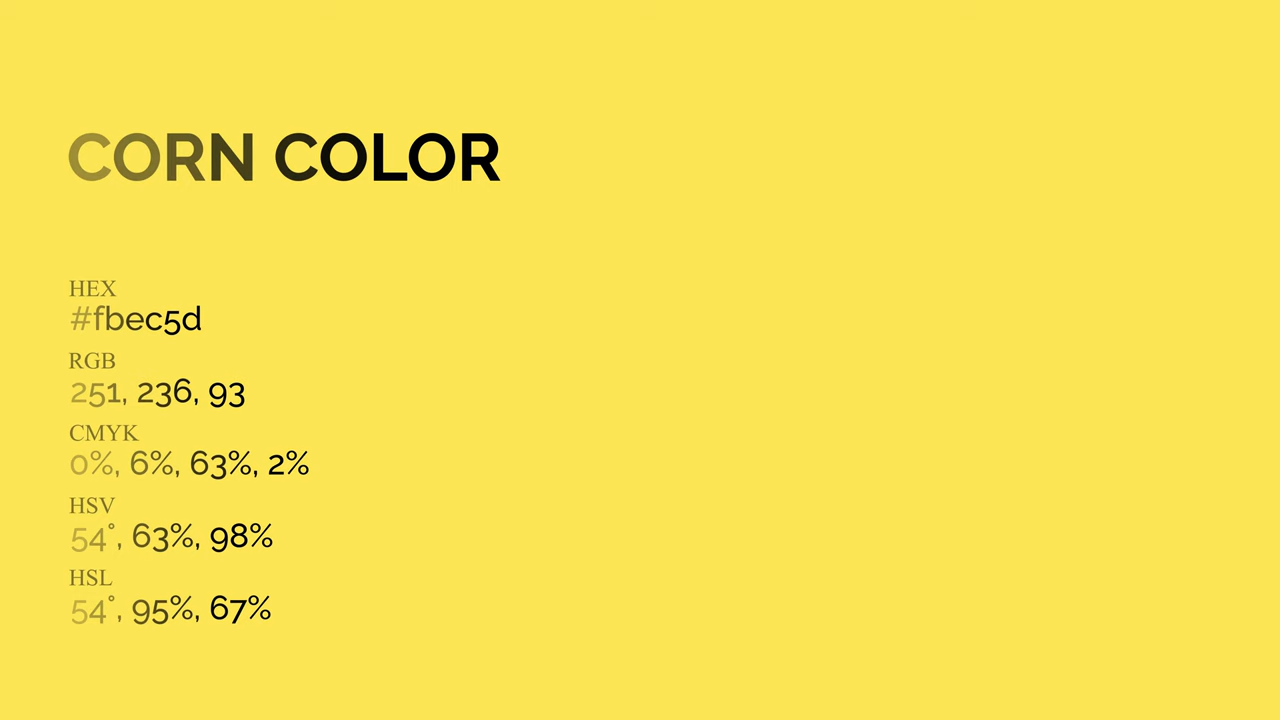 CORN COLOR
HEX
#fbec5d
RGB
251, 236, 93
CMYK
0%, 6%, 63%, 2%
HSV
54°, 63%, 98%
HSL
54°, 95%, 67%